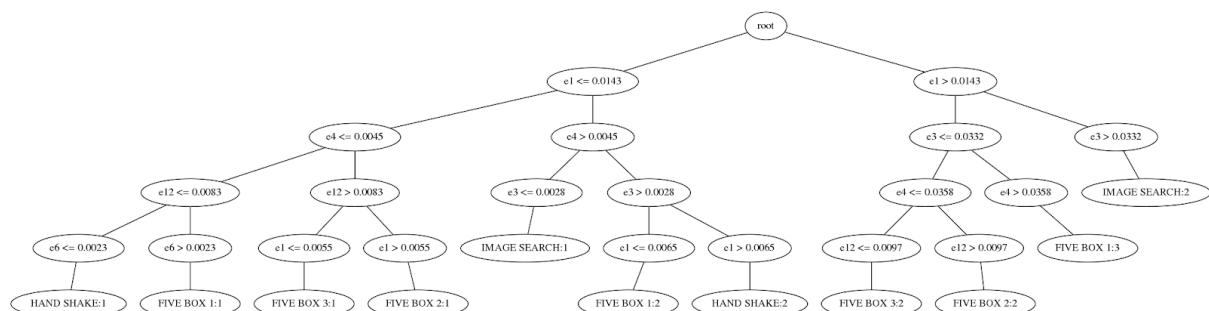 root
e1 <= 0.0143 e1 > 0.0143
e4 <= 0.0045 e4 > 0.0045 e3 <= 0.0332 e3 > 0.0332
e12 <= 0.0083 e12 > 0.0083 e3 <= 0.0028 e3 > 0.0028 e4 <= 0.0358 e4 > 0.0358 IMAGE SEARCH:2
e6 <= 0.0023 e6 > 0.0023 e1 <= 0.0055 e1 > 0.0055 IMAGE SEARCH:1 e1 <= 0.0065 e1 > 0.0065 e12 <= 0.0097 e12 > 0.0097 FIVE BOX 1:3
HAND SHAKE:1 FIVE BOX 1:1 FIVE BOX 3:1 FIVE BOX 2:1 FIVE BOX 1:2 HAND SHAKE:2 FIVE BOX 3:2 FIVE BOX 2:2